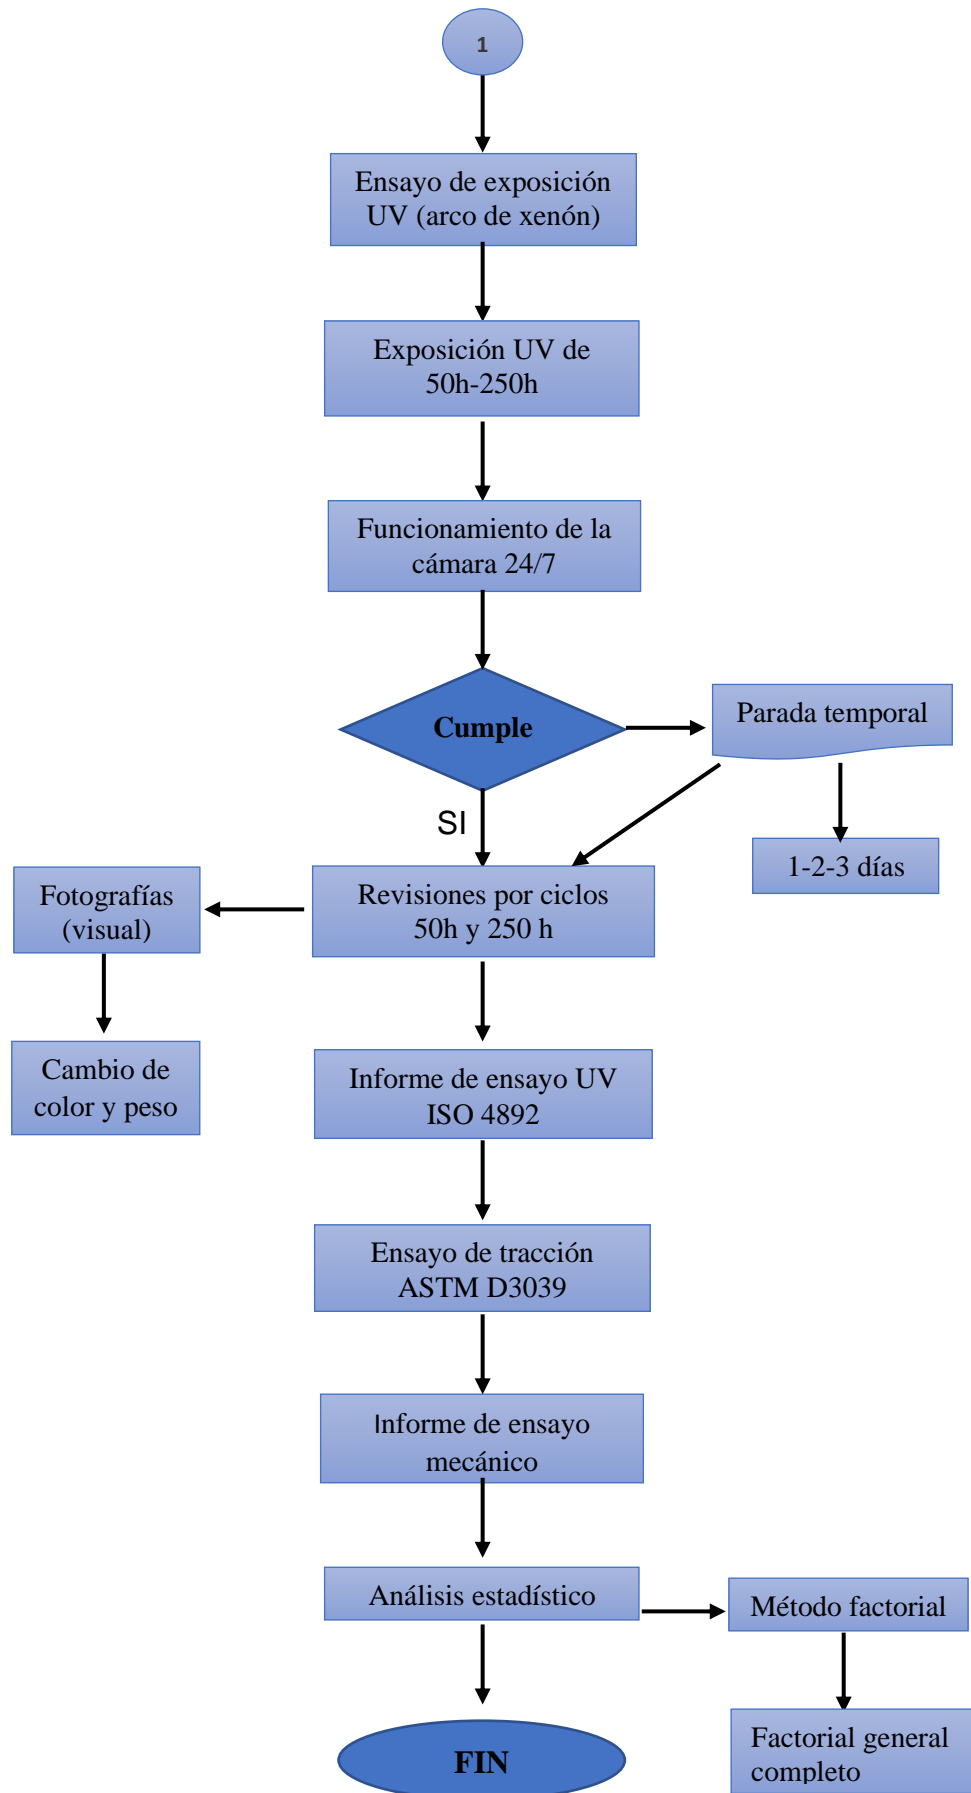 1
Ensayo de exposición
UV (arco de xenón)
Exposición UV de
50h-250h
Funcionamiento de la
cámara 24/7
Cumple
Parada temporal
SI
1-2-3 días
Revisiones por ciclos
50h y 250 h
Fotografías
(visual)
Cambio de
color y peso
Informe de ensayo UV
ISO 4892
Ensayo de tracción
ASTM D3039
Informe de ensayo
mecánico
Análisis estadístico
Método factorial
Factorial general
completo
FIN